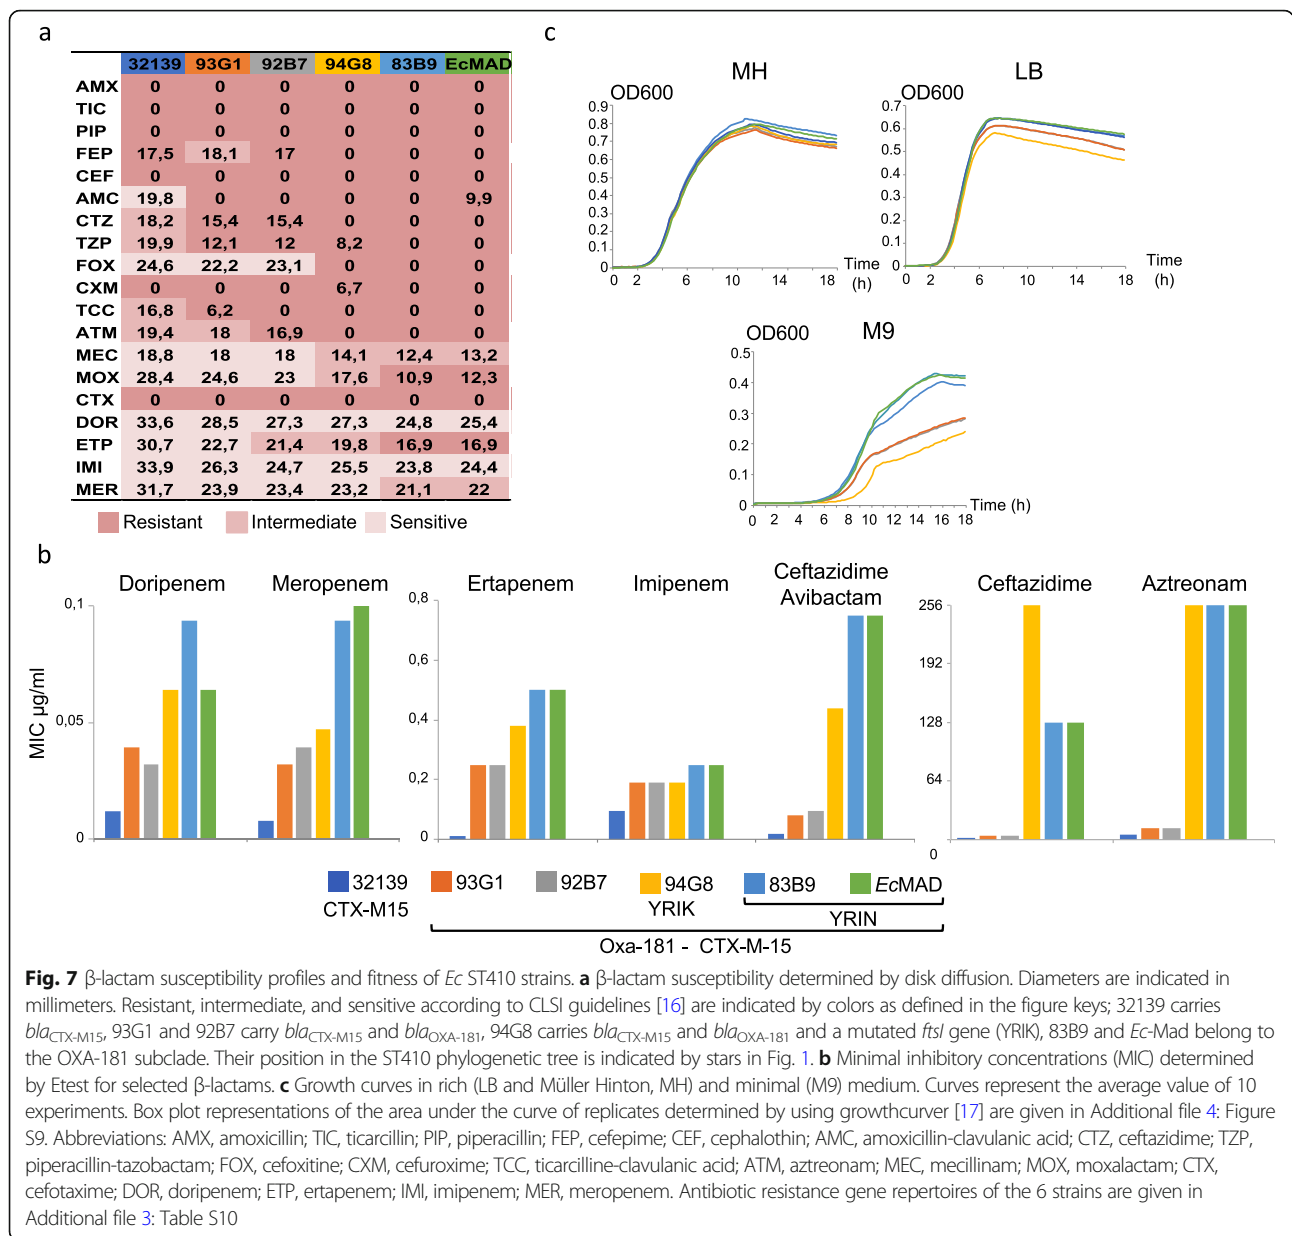 a
32139 93G1 92B7 94G8 83B9 EcMAD
AMX 0 0 0 0 0 0
TIC 0 0 0 0 0 0
PIP 0 0 0 0 0 0
FEP 17,5 18,1 17 0 0 0
CEF 0 0 0 0 0 0
AMC 19,8 0 0 0 0 9,9
CTZ 18,2 15,4 15,4 0 0 0
TZP 19,9 12,1 12 8,2 0 0
FOX 24,6 22,2 23,1 0 0 0
CXM 0 0 0 6,7 0 0
TCC 16,8 6,2 0 0 0 0
ATM 19,4 18 16,9 0 0 0
MEC 18,8 18 18 14,1 12,4 13,2
MOX 28,4 24,6 23 17,6 10,9 12,3
CTX 0 0 0 0 0 0
DOR 33,6 28,5 27,3 27,3 24,8 25,4
ETP 30,7 22,7 21,4 19,8 16,9 16,9
IMI 33,9 26,3 24,7 25,5 23,8 24,4
MER 31,7 23,9 23,4 23,2 21,1 22
Resistant Intermediate Sensitive
c
MH
OD600
0.9
0.8
0.7
0.6
0.5
0.4
0.3
0.2
0.1
0
0 2 4 6 8 10 12 14 16 18
Time
(h)
LB
OD600
0.7
0.6
0.5
0.4
0.3
0.2
0.1
0
0 2 4 6 8 10 12 14 18
Time
(h)
M9
OD600
0.5
0.4
0.3
0.2
0.1
0
0 2 4 6 8 10 12 14 16 18
Time (h)
b
MIC µg/ml
Doripenem Meropenem
0,1
0,05
0
Ertapenem Imipenem Ceftazidime
Avibactam
0,8
0,6
0,4
0,2
0
Ceftazidime Aztreonam
256
192
128
64
0
32139 93G1 92B7 94G8 83B9 EcMAD
CTX-M15 YRIK YRIN
Oxa-181 - CTX-M-15
Fig. 7 β-lactam susceptibility profiles and fitness of Ec ST410 strains. a β-lactam susceptibility determined by disk diffusion. Diameters are indicated in
millimeters. Resistant, intermediate, and sensitive according to CLSI guidelines [16] are indicated by colors as defined in the figure keys; 32139 carries
blaCTX-M15, 93G1 and 92B7 carry blaCTX-M15 and blaOXA-181, 94G8 carries blaCTX-M15 and blaOXA-181 and a mutated ftsI gene (YRIK), 83B9 and Ec-Mad belong to
the OXA-181 subclade. Their position in the ST410 phylogenetic tree is indicated by stars in Fig. 1. b Minimal inhibitory concentrations (MIC) determined
by Etest for selected β-lactams. c Growth curves in rich (LB and Müller Hinton, MH) and minimal (M9) medium. Curves represent the average value of 10
experiments. Box plot representations of the area under the curve of replicates determined by using growthcurver [17] are given in Additional file 4: Figure
S9. Abbreviations: AMX, amoxicillin; TIC, ticarcillin; PIP, piperacillin; FEP, cefepime; CEF, cephalothin; AMC, amoxicillin-clavulanic acid; CTZ, ceftazidime; TZP,
piperacillin-tazobactam; FOX, cefoxitine; CXM, cefuroxime; TCC, ticarcilline-clavulanic acid; ATM, aztreonam; MEC, mecillinam; MOX, moxalactam; CTX,
cefotaxime; DOR, doripenem; ETP, ertapenem; IMI, imipenem; MER, meropenem. Antibiotic resistance gene repertoires of the 6 strains are given in
Additional file 3: Table S10